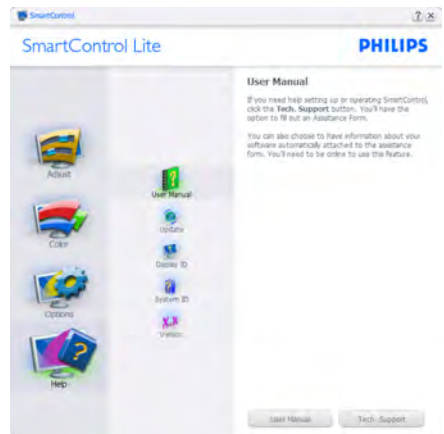 SmartControl
? x
SmartControl Lite
PHILIPS
User Manual
If you need help setting up or operating SmartControl,
click the Tech. Support button. You'll have the
option to fill out an Assistance Form.
You can also choose to have information about your
software automatically attached to the assistance
form. You'll need to be online to use this feature.
Adjust
Color
Options
Help
User Manual
Update
Display ID
System ID
X.X
Version
User Manual
Tech. Support